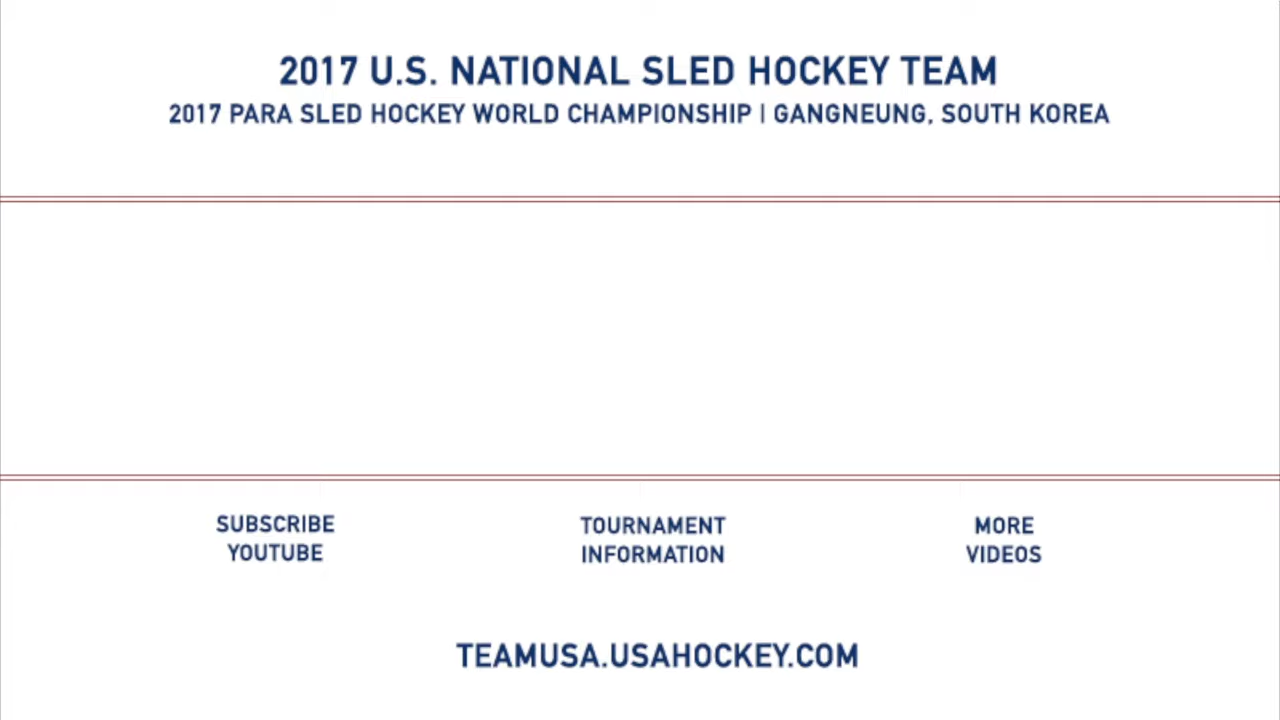 2017 U.S. NATIONAL SLED HOCKEY TEAM
2017 PARA SLED HOCKEY WORLD CHAMPIONSHIP | GANGNEUNG, SOUTH KOREA
SUBSCRIBE
YOUTUBE
TOURNAMENT
INFORMATION
MORE
VIDEOS
TEAMUSA.USAHOCKEY.COM